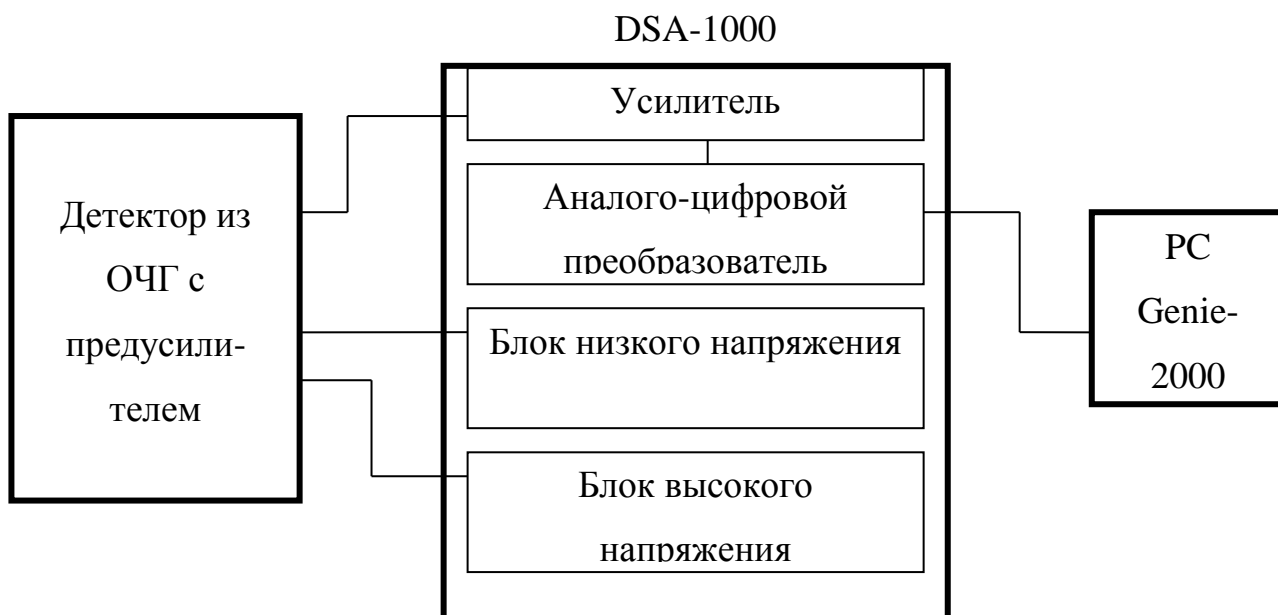 DSA-1000
Усилитель
Аналого-цифровой
преобразователь
Блок низкого напряжения
Блок высокого
напряжения
Детектор из
ОЧГ с
предусили-
телем
PC
Genie-
2000